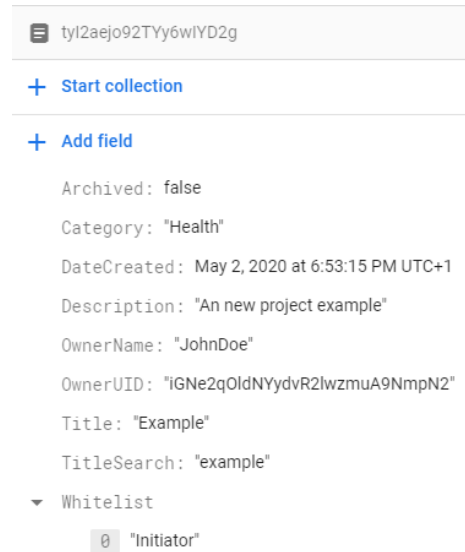 tyI2aejo92TYy6wIYD2g
+ Start collection
+ Add field
Archived: false
Category: "Health"
DateCreated: May 2, 2020 at 6:53:15 PM UTC+1
Description: "An new project example"
OwnerName: "JohnDoe"
OwnerUID: "iGNe2qOldNYydvR2lwzmuA9NmpN2"
Title: "Example"
TitleSearch: "example"
Whitelist
0 "Initiator"